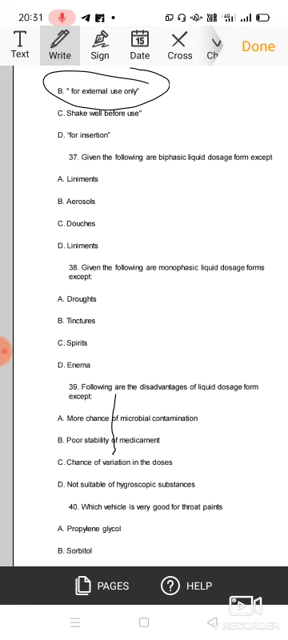 20:31
Text
Write
Sign
Date
Cross
Ch
Done
B. " for external use only"
C. Shake well before use"
D. "for insertion"
37. Given the following are biphasic liquid dosage form except
A. Liniments
B. Aerosols
C. Douches
D. Liniments
38. Given the following are monophasic liquid dosage forms
except:
A. Droughts
B. Tinctures
C. Spirits
D. Enema
39. Following are the disadvantages of liquid dosage form
except:
A. More chance of microbial contamination
B. Poor stability of medicament
C. Chance of variation in the doses
D. Not suitable of hygroscopic substances
40. Which vehicle is very good for throat paints
A. Propylene glycol
B. Sorbitol
PAGES
HELP
RECORDER